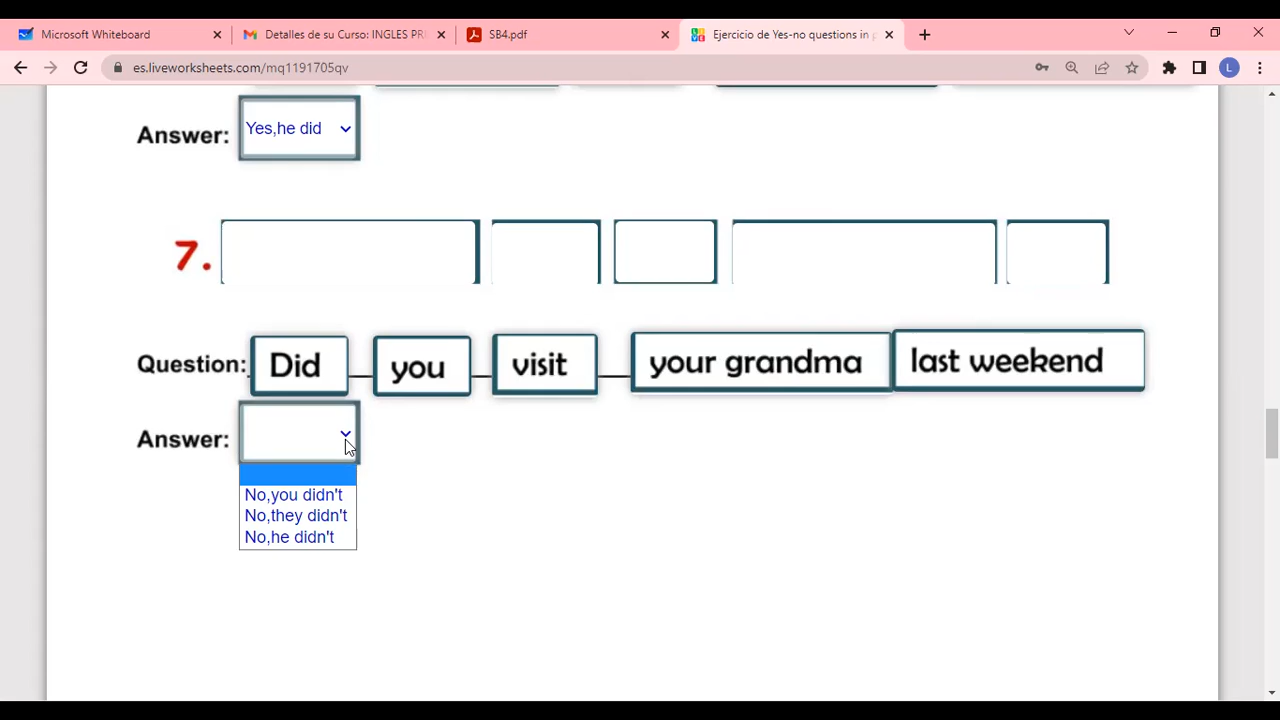 Microsoft Whiteboard
Detalles de su Curso: INGLES PRI
SB4.pdf
Ejercicio de Yes-no questions in p
es.liveworksheets.com/mq1191705qv
L
Answer: Yes,he did
7.
Question: Did you visit your grandma last weekend
Answer:
No,you didn't
No,they didn't
No,he didn't